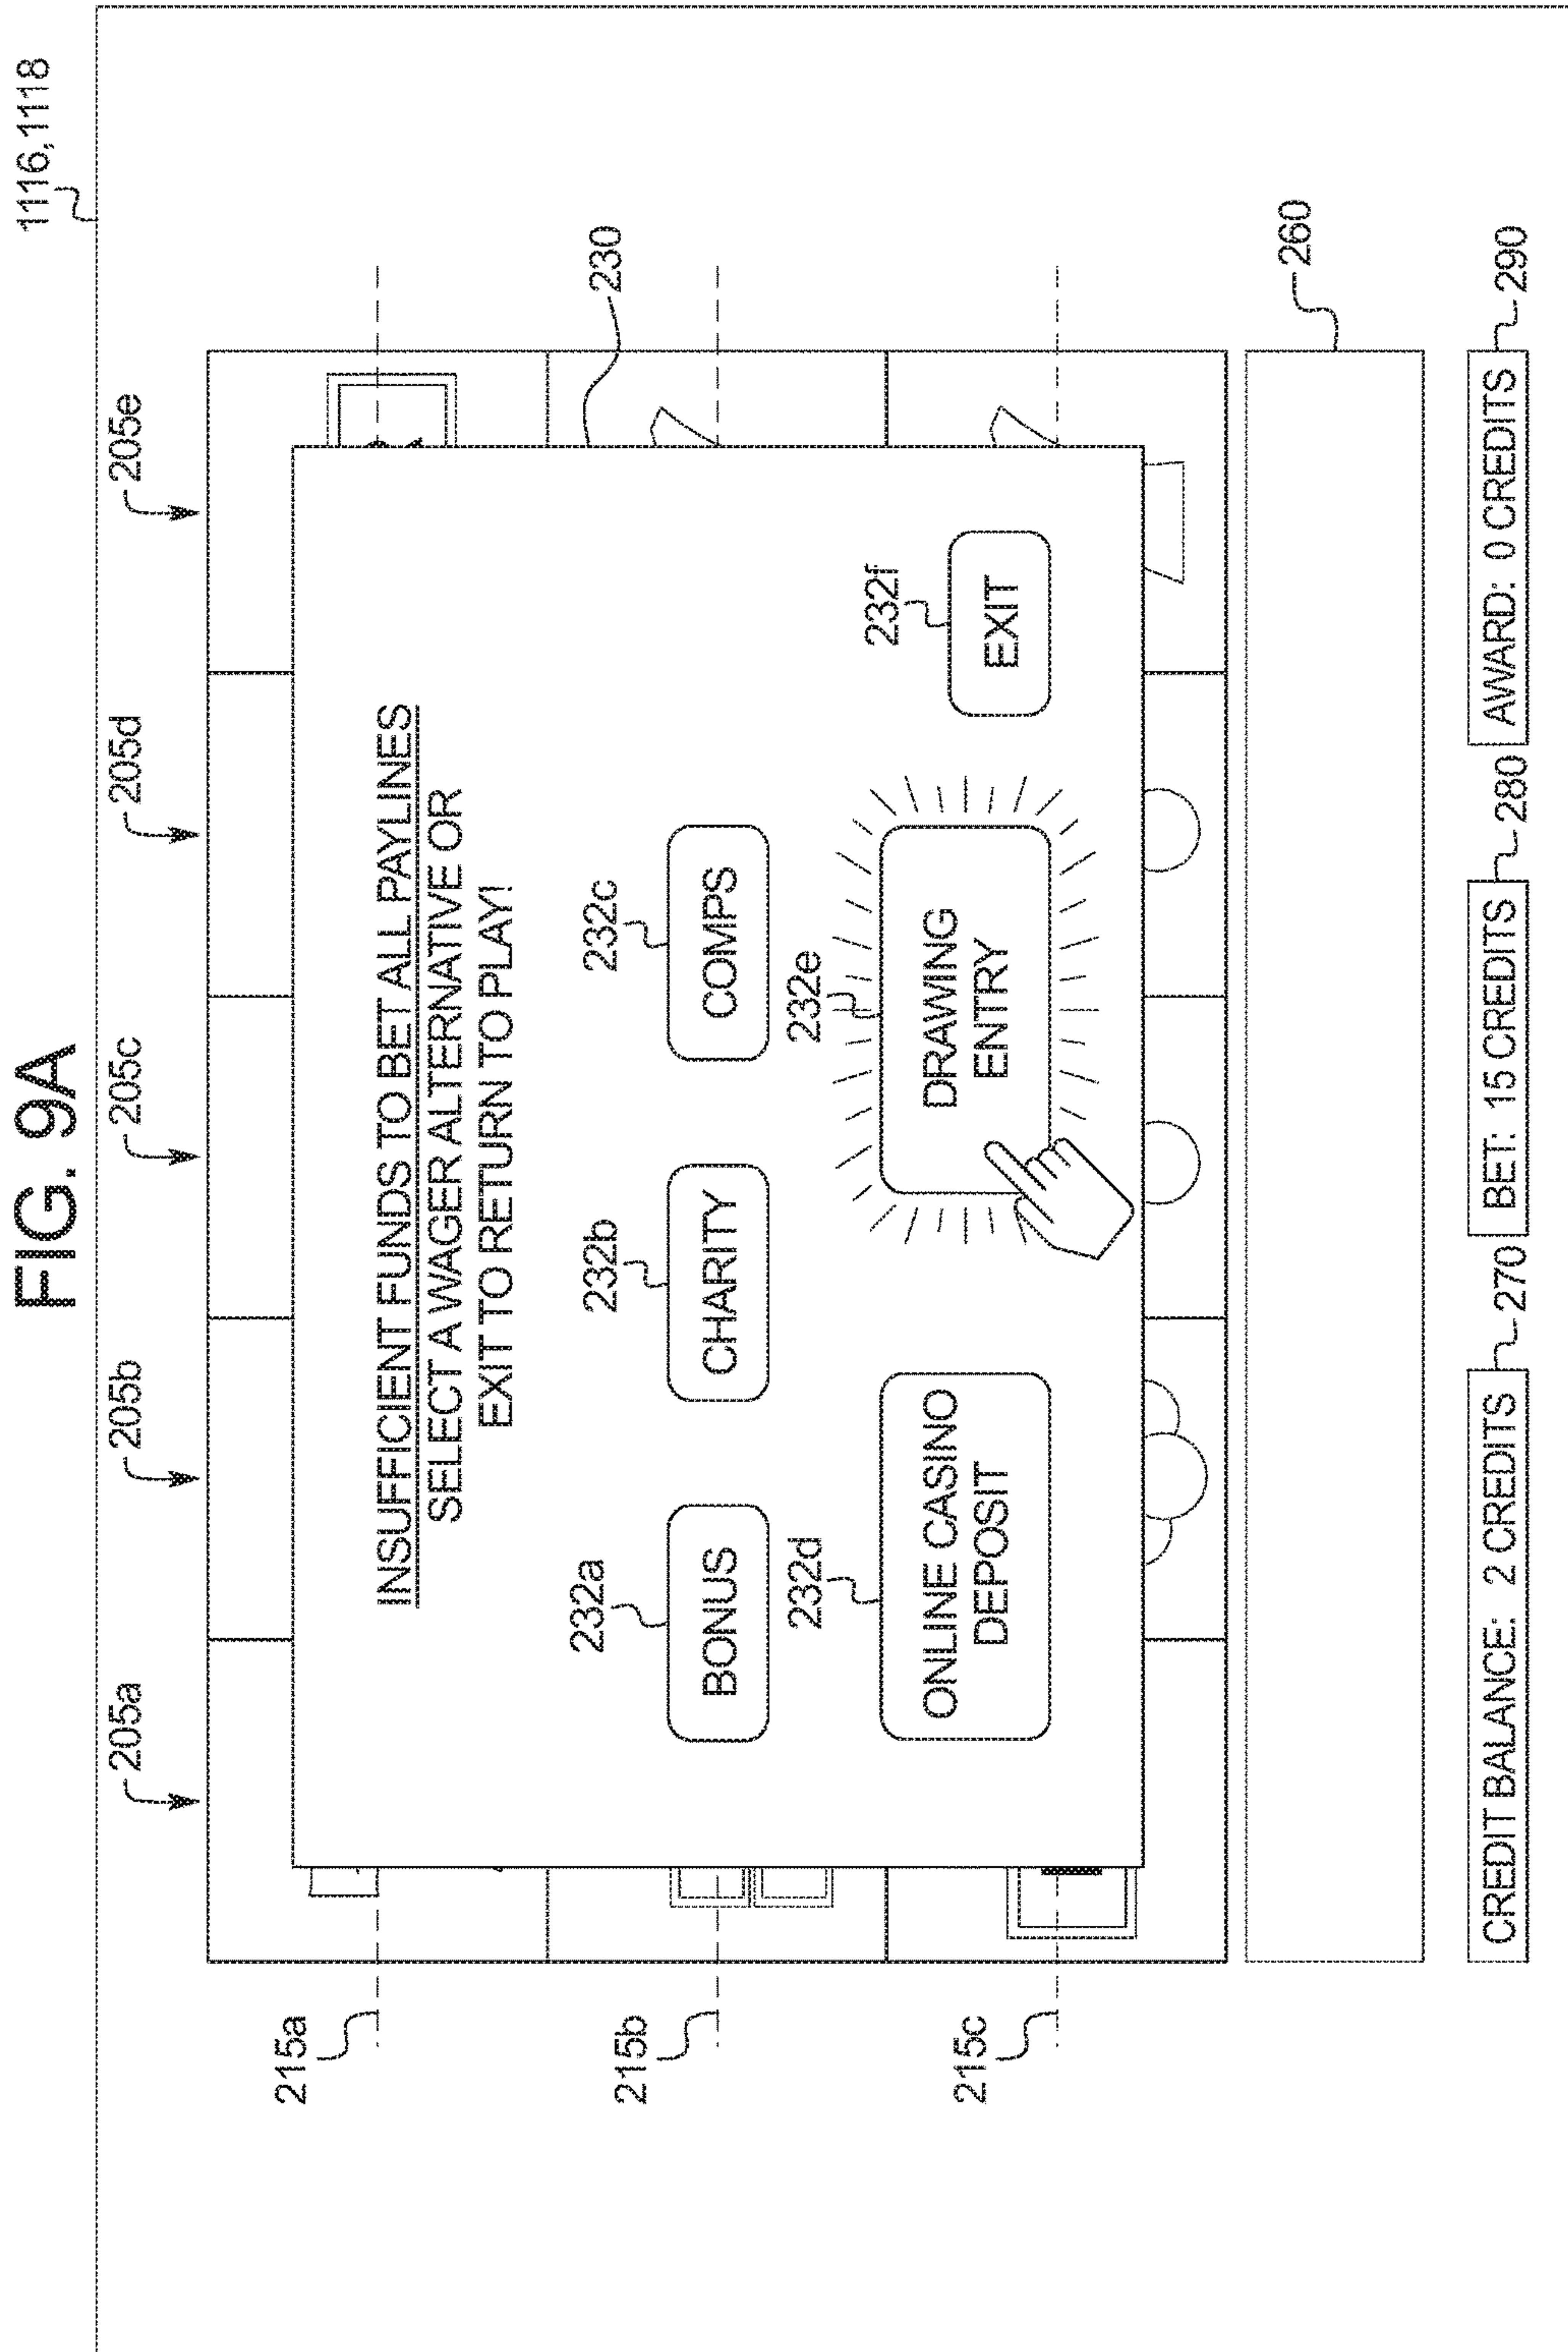 FIG. 9A
1116,1118
205a
205b
205c
205d
205e
215a
215b
215c
230
INSUFFICIENT FUNDS TO BET ALL PAYLINES
SELECT A WAGER ALTERNATIVE OR
EXIT TO RETURN TO PLAY!
232a
232b
232c
BONUS
CHARITY
COMPS
232d
232e
232f
ONLINE CASINO
DEPOSIT
DRAWING
ENTRY
EXIT
260
CREDIT BALANCE: 2 CREDITS
270
BET: 15 CREDITS
280
AWARD: 0 CREDITS
290